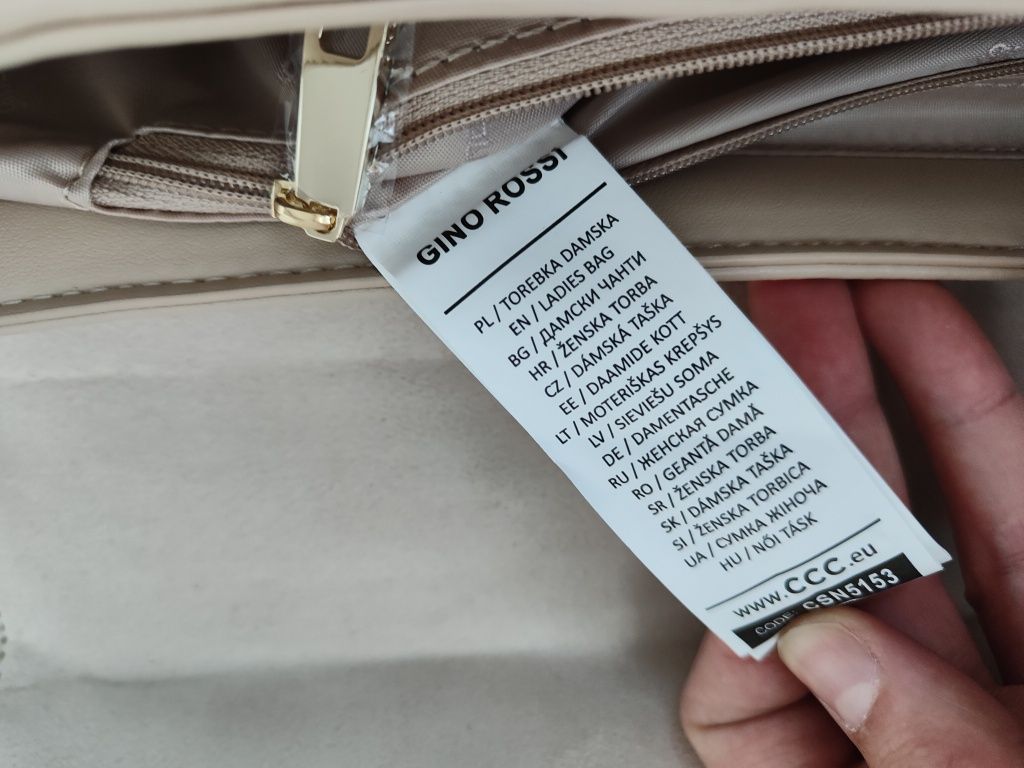 GINO ROSSI
PL / TOREBKA DAMSKA
EN / LADIES BAG
BG / ДАМСКИ ЧАНТИ
HR / ŽENSKA TORBA
CZ / DÁMSKÁ TAŠKA
EE / DAAMIDE KOTT
LT / MOTERIŠKAS KREPŠYS
LV / SIEVIEŠU SOMA
DE / DAMENTASCHE
RU / ЖЕНСКАЯ СУМКА
RO / GEANTĂ DAMĂ
SR / ŽENSKA TORBA
SK / DÁMSKA TAŠKA
SI / ŽENSKA TORBICA
UA / СУМКА ЖІНОЧА
HU / NŐI TÁSK
www.CCC.eu
CODE: CSN5153